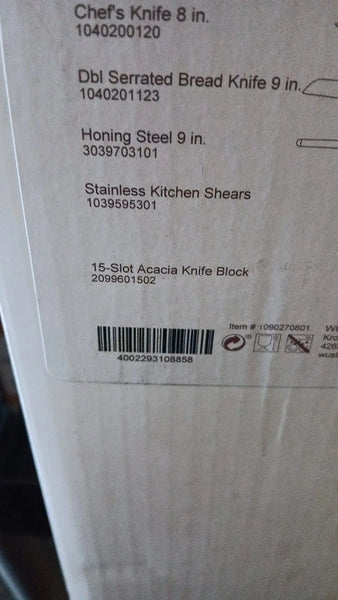 Chef's Knife 8 in.
1040200120
Dbl Serrated Bread Knife 9 in.
1040201123
Honing Steel 9 in.
3039703101
Stainless Kitchen Shears
1039595301
15-Slot Acacia Knife Block
2099601502
Item # 1090270801
4002293108858